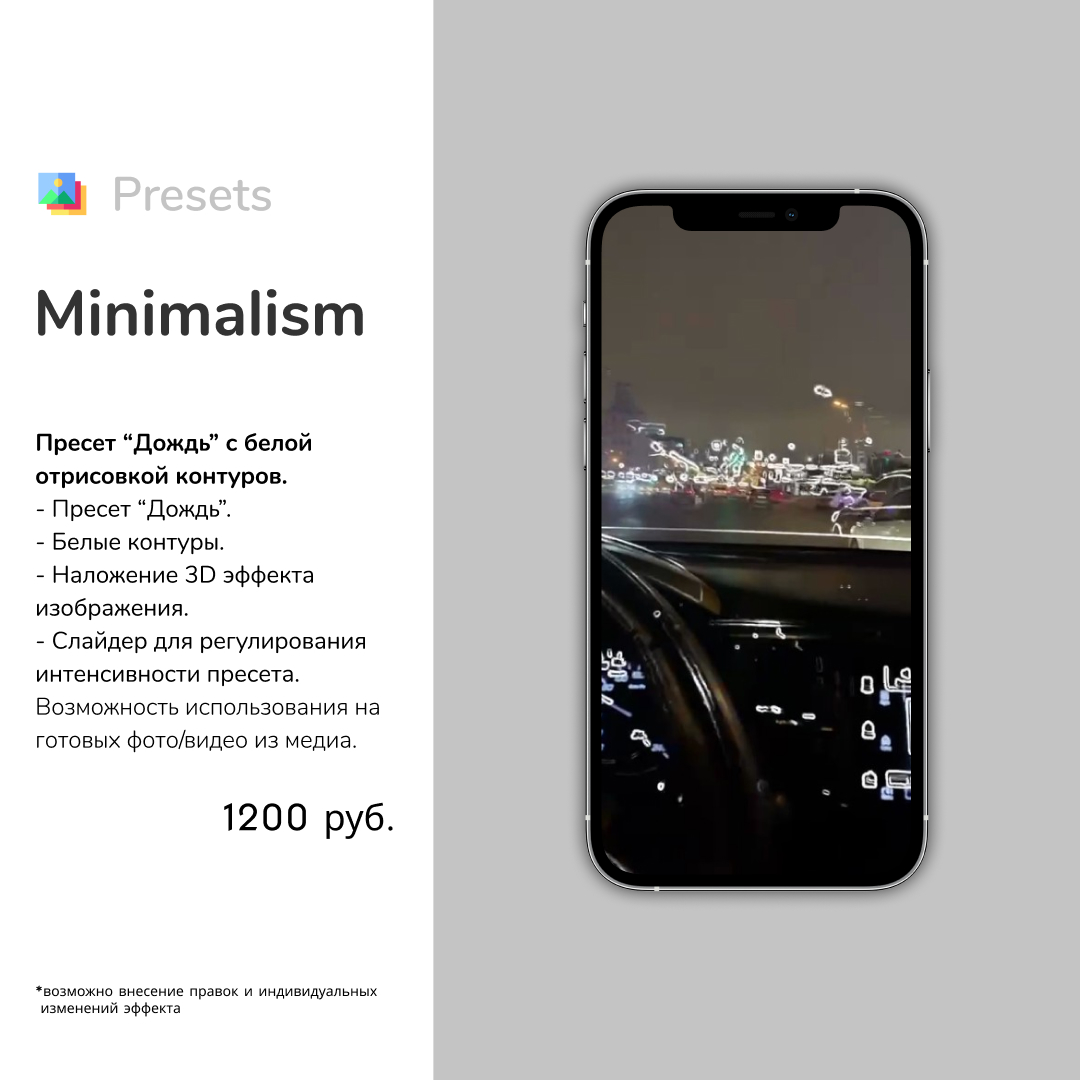 Presets
Minimalism
Пресет “Дождь” с белой
отрисовкой контуров.
- Пресет “Дождь”.
- Белые контуры.
- Наложение 3D эффекта
изображения.
- Слайдер для регулирования
интенсивности пресета.
Возможность использования на
готовых фото/видео из медиа.
1200 руб.
*возможно внесение правок и индивидуальных
изменений эффекта